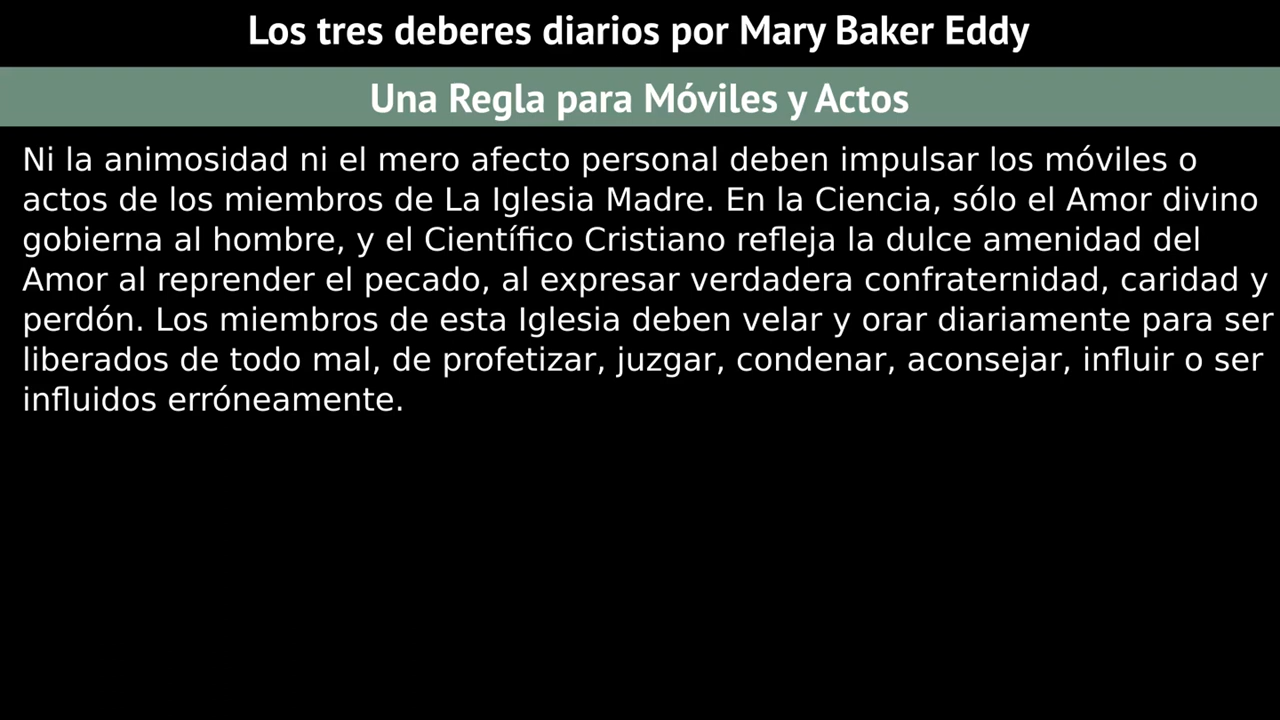 Los tres deberes diarios por Mary Baker Eddy
Una Regla para Móviles y Actos
Ni la animosidad ni el mero afecto personal deben impulsar los móviles o
actos de los miembros de La Iglesia Madre. En la Ciencia, sólo el Amor divino
gobierna al hombre, y el Científico Cristiano refleja la dulce amenidad del
Amor al reprender el pecado, al expresar verdadera confraternidad, caridad y
perdón. Los miembros de esta Iglesia deben velar y orar diariamente para ser
liberados de todo mal, de profetizar, juzgar, condenar, aconsejar, influir o ser
influidos erróneamente.